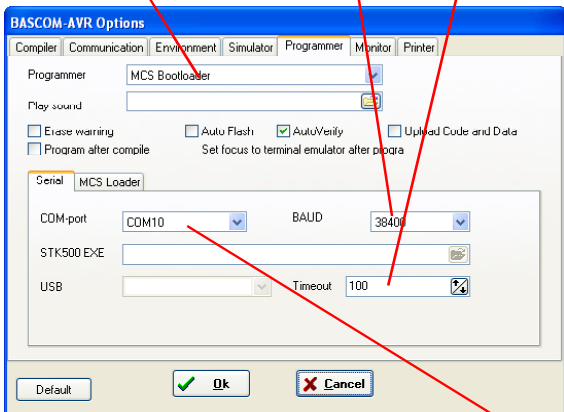 BASCOM-AVR Options
Compiler Communication Environment Simulator Programmer Monitor Printer
Programmer MCS Bootloader
Play sound
Erase warning Auto Flash AutoVerify Upload Code and Data
Program after compile Set focus to terminal emulator after progra
Serial MCS Loader
COM-port COM10 BAUD 38400
STK500 EXE
USB Timeout 100
Default Ok Cancel